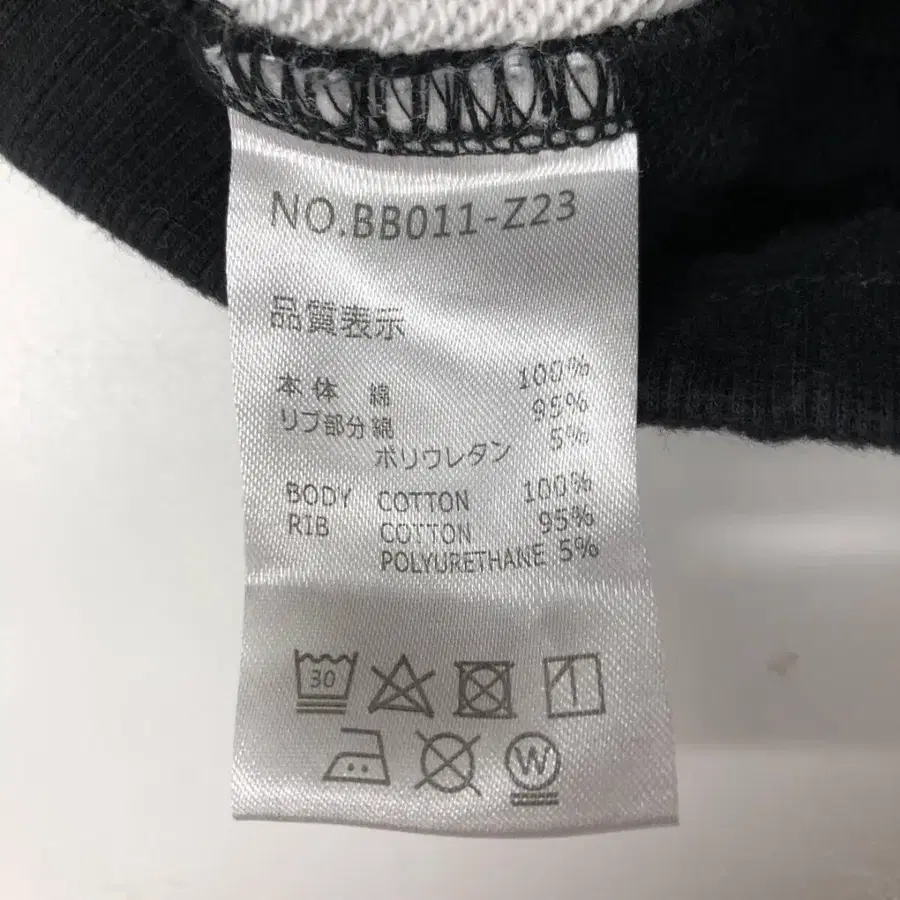 NO.BB011-Z23
品質表示
本体 綿 100%
リブ部分綿 95%
ポリウレタン 5%
BODY COTTON 100%
RIB COTTON 95%
POLYURETHANE 5%
30
W